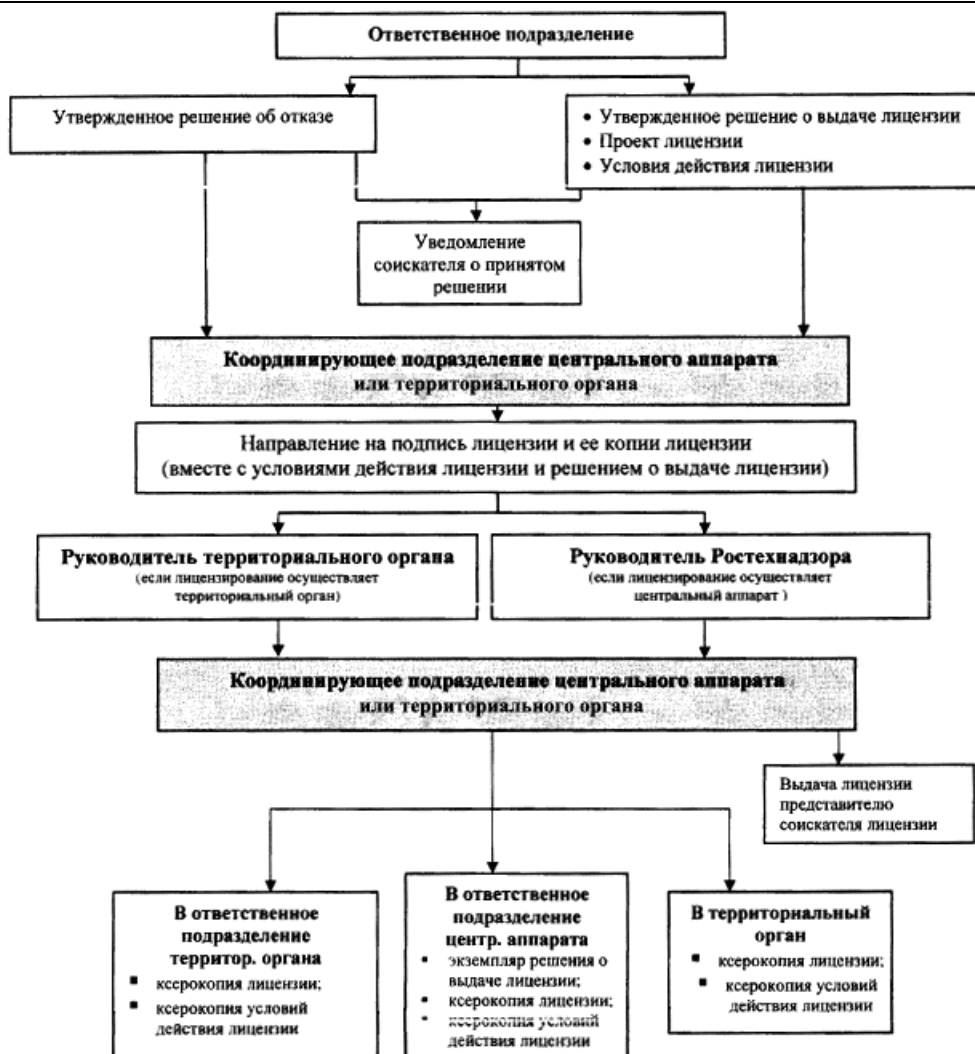 Ответственное подразделение
Утвержденное решение об отказе
• Утвержденное решение о выдаче лицензии
• Проект лицензии
• Условия действия лицензии
Уведомление
соискателя о принятом
решении
Координирующее подразделение центрального аппарата
или территориального органа
Направление на подпись лицензии и ее копии лицензии
(вместе с условиями действия лицензии и решением о выдаче лицензии)
Руководитель территориального органа
(если лицензирование осуществляет
территориальный орган)
Руководитель Ростехнадзора
(если лицензирование осуществляет
центральный аппарат )
Координирующее подразделение центрального аппарата
или территориального органа
Выдача лицензии
представителю
соискателя лицензии
В ответственное
подразделение
территор. органа
▪ ксерокопия лицензии;
▪ ксерокопия условий
действия лицензии
В ответственное
подразделение
центр. аппарата
▪ экземпляр решения о
выдаче лицензии;
▪ ксерокопия лицензии;
▪ ксерокопия условий
действия лицензии
В территориальный
орган
▪ ксерокопия лицензии;
▪ ксерокопия условий
действия лицензии